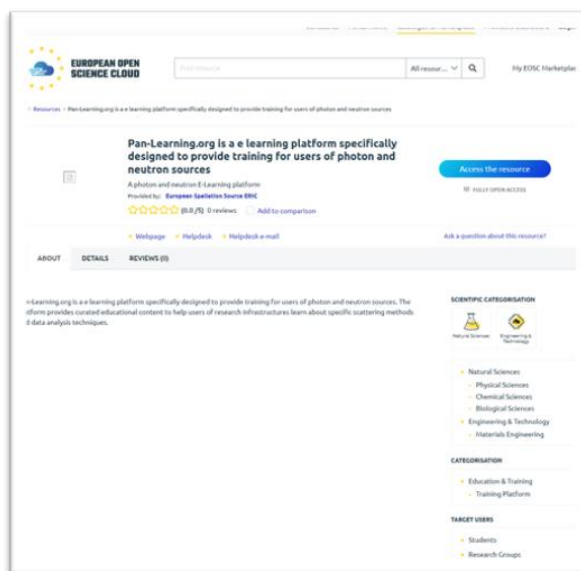 EUROPEAN OPEN
SCIENCE CLOUD
Find resource
All resour...
My EOSC Marketplac
Resources
Pan-Learning.org is a e learning platform specifically designed to provide training for users of photon and neutron sources
Pan-Learning.org is a e learning platform specifically
designed to provide training for users of photon and
neutron sources
A photon and neutron E-Learning platform
Provided by: European Spallation Source ERIC
(0.0 /5) 0 reviews Add to comparison
Access the resource
FULLY OPEN ACCESS
Webpage Helpdesk Helpdesk e-mail
Ask a question about this resource?
ABOUT DETAILS REVIEWS (0)
n-Learning.org is a e learning platform specifically designed to provide training for users of photon and neutron sources. The
tform provides curated educational content to help users of research infrastructures learn about specific scattering methods
d data analysis techniques.
SCIENTIFIC CATEGORISATION
Natural Sciences
Engineering &
Technology
Natural Sciences
Physical Sciences
Chemical Sciences
Biological Sciences
Engineering & Technology
Materials Engineering
CATEGORISATION
Education & Training
Training Platform
TARGET USERS
Students
Research Groups